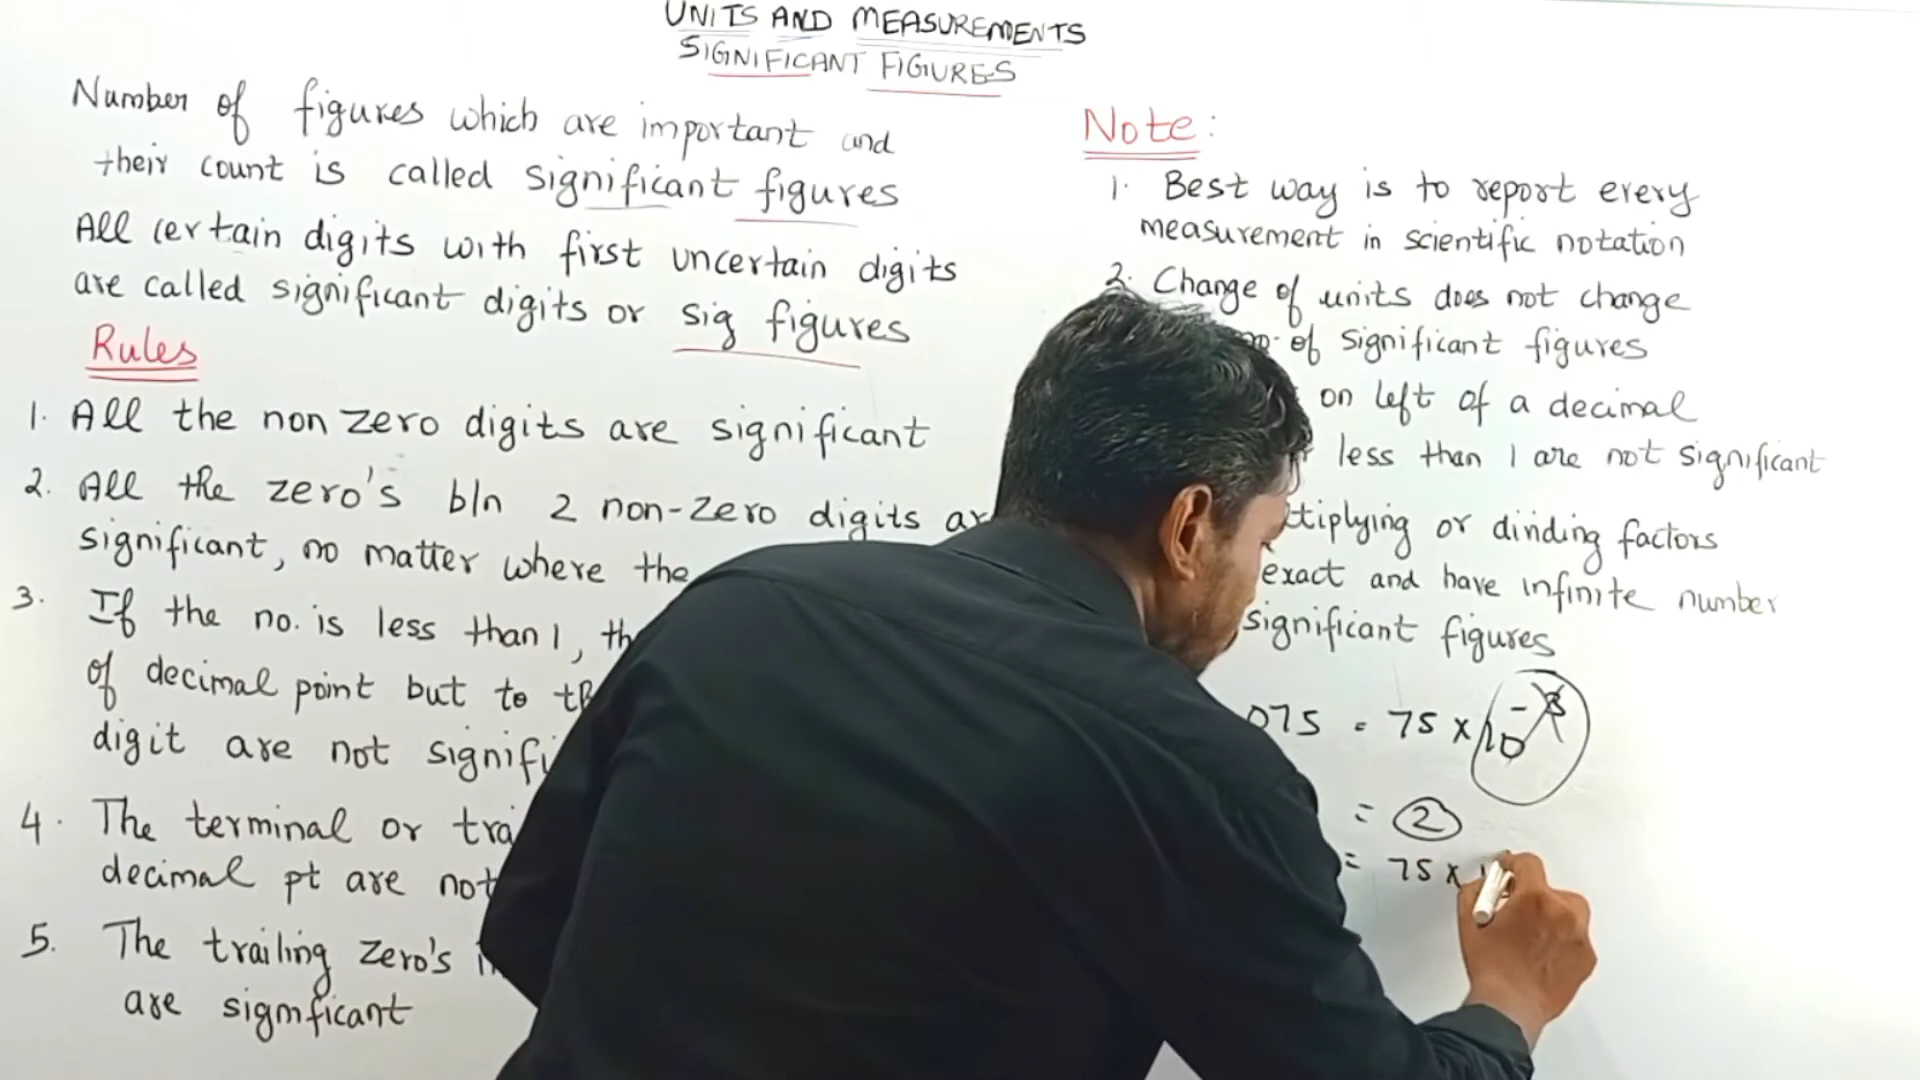 UNITS AND MEASUREMENTS
SIGNIFICANT FIGURES
Number of figures which are important and
their count is called significant figures
All certain digits with first uncertain digits
are called significant digits or sig figures
Rules
1. All the non zero digits are significant
2. All the zero's b/n 2 non-zero digits
significant, no matter where the
3. If the no. is less than 1,
of decimal point but to
digit are not
4. The terminal or
decimal pt are not
5. The trailing zero's
are significant
Note:
1. Best way is to report every
measurement in scientific notation
2. Change of units does not change
of significant figures
on left of a decimal
less than 1 are not significant
or dividing factors
exact and have infinite number
significant figures
075 = 75 x 10
= 2
= 75 x